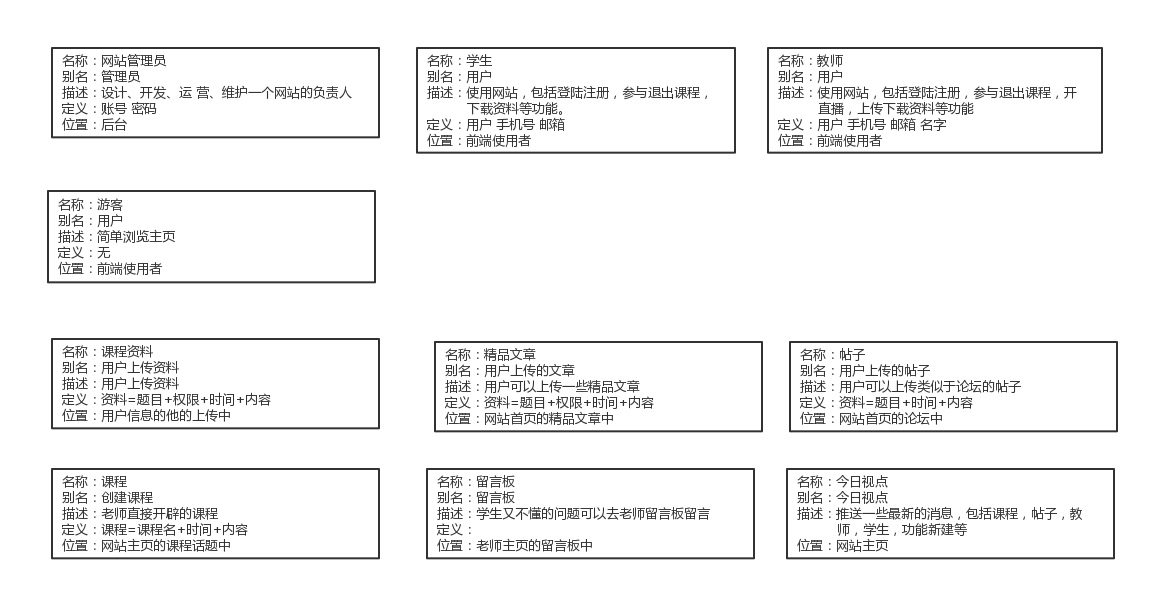 名称：网站管理员
别名：管理员
描述：设计、开发、运 营、维护一个网站的负责人
定义：账号 密码
位置：后台
名称：学生
别名：用户
描述：使用网站，包括登陆注册，参与退出课程，
下载资料等功能。
定义：用户 手机号 邮箱
位置：前端使用者
名称：教师
别名：用户
描述：使用网站，包括登陆注册，参与退出课程，开
直播，上传下载资料等功能
定义：用户 手机号 邮箱 名字
位置：前端使用者
名称：游客
别名：用户
描述：简单浏览主页
定义：无
位置：前端使用者
名称：课程资料
别名：用户上传资料
描述：用户上传资料
定义：资料=题目+权限+时间+内容
位置：用户信息的他的上传中
名称：精品文章
别名：用户上传的文章
描述：用户可以上传一些精品文章
定义：资料=题目+权限+时间+内容
位置：网站首页的精品文章中
名称：帖子
别名：用户上传的帖子
描述：用户可以上传类似于论坛的帖子
定义：资料=题目+时间+内容
位置：网站首页的论坛中
名称：课程
别名：创建课程
描述：老师直接开辟的课程
定义：课程=课程名+时间+内容
位置：网站主页的课程话题中
名称：留言板
别名：留言板
描述：学生又不懂的问题可以去老师留言板留言
定义：
位置：老师主页的留言板中
名称：今日视点
别名：今日视点
描述：推送一些最新的消息，包括课程，帖子，教
师，学生，功能新建等
位置：网站主页